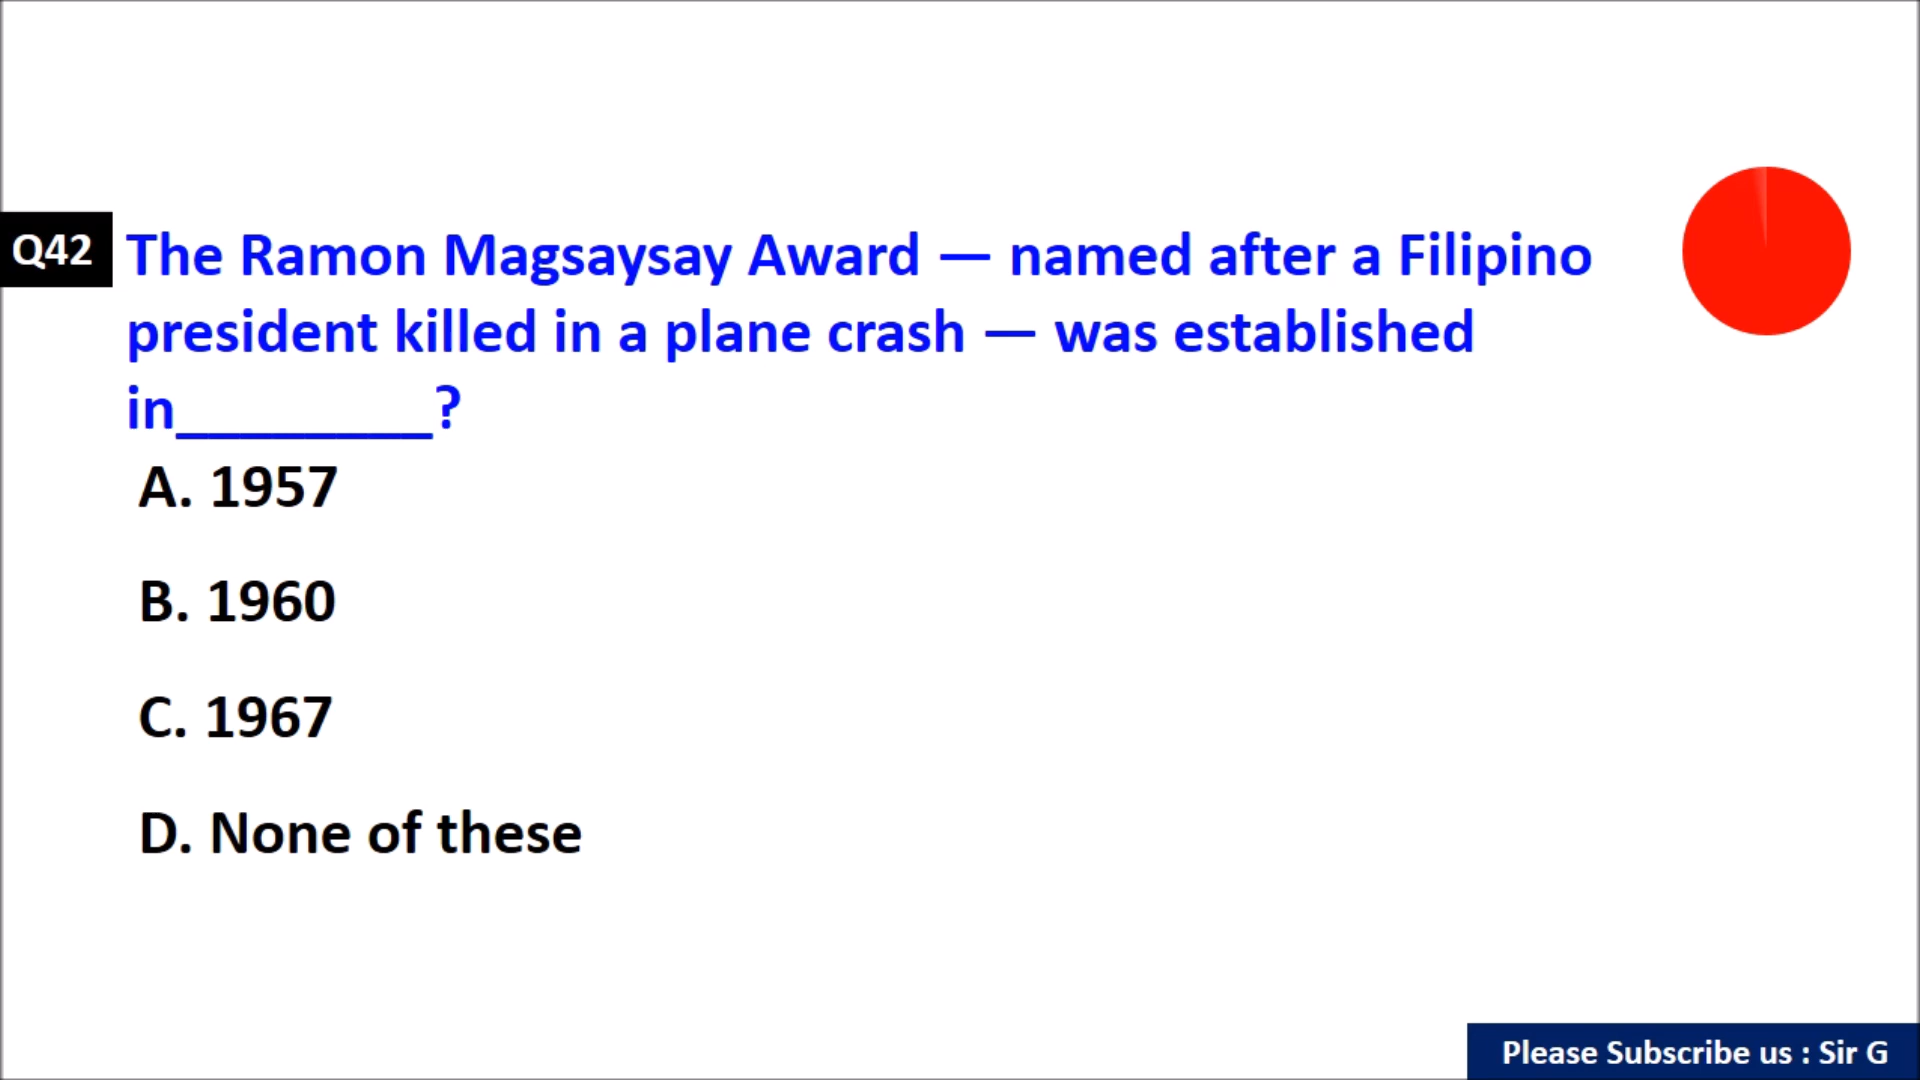 Q42 The Ramon Magsaysay Award — named after a Filipino
president killed in a plane crash — was established
in________?
A. 1957
B. 1960
C. 1967
D. None of these
Please Subscribe us : Sir G